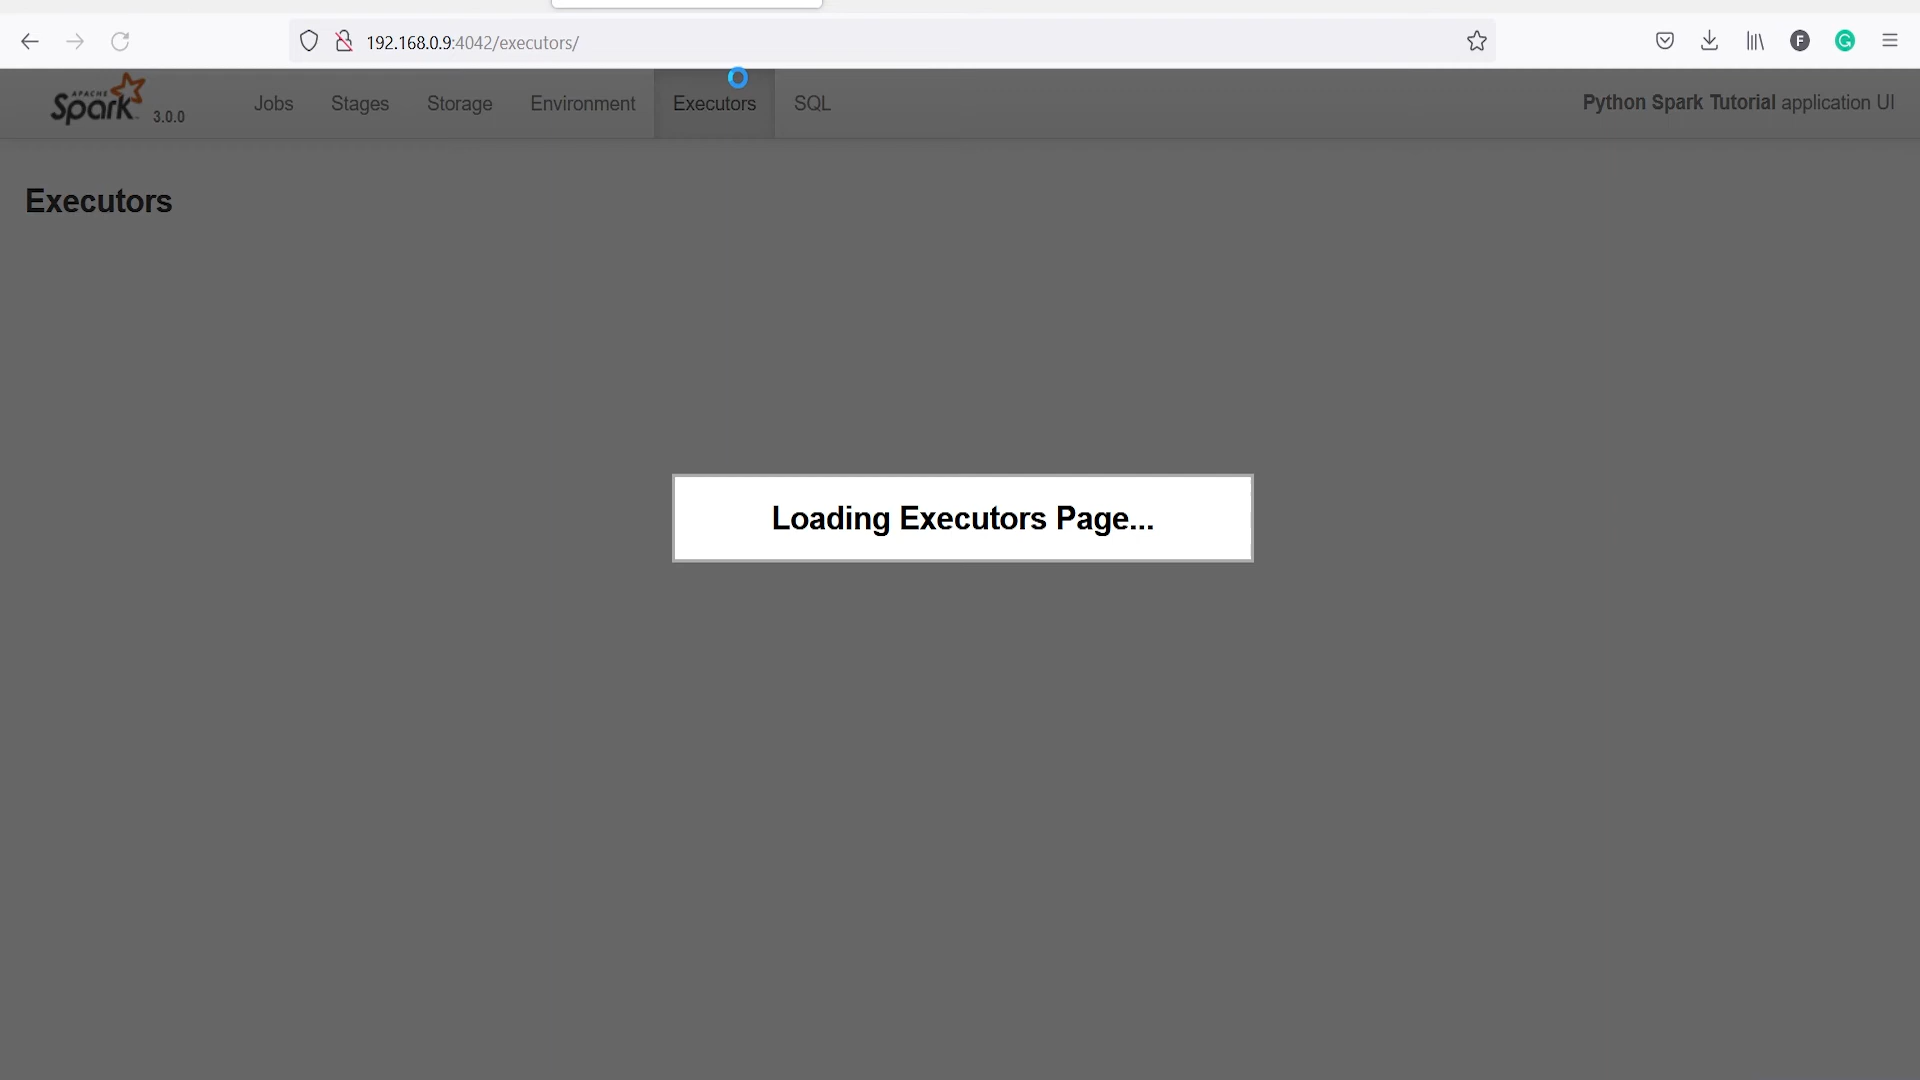 192.168.0.9:4042/executors/
F
G
APACHE
Spark 3.0.0
Jobs
Stages
Storage
Environment
Executors
SQL
Python Spark Tutorial application UI
Executors
Loading Executors Page...